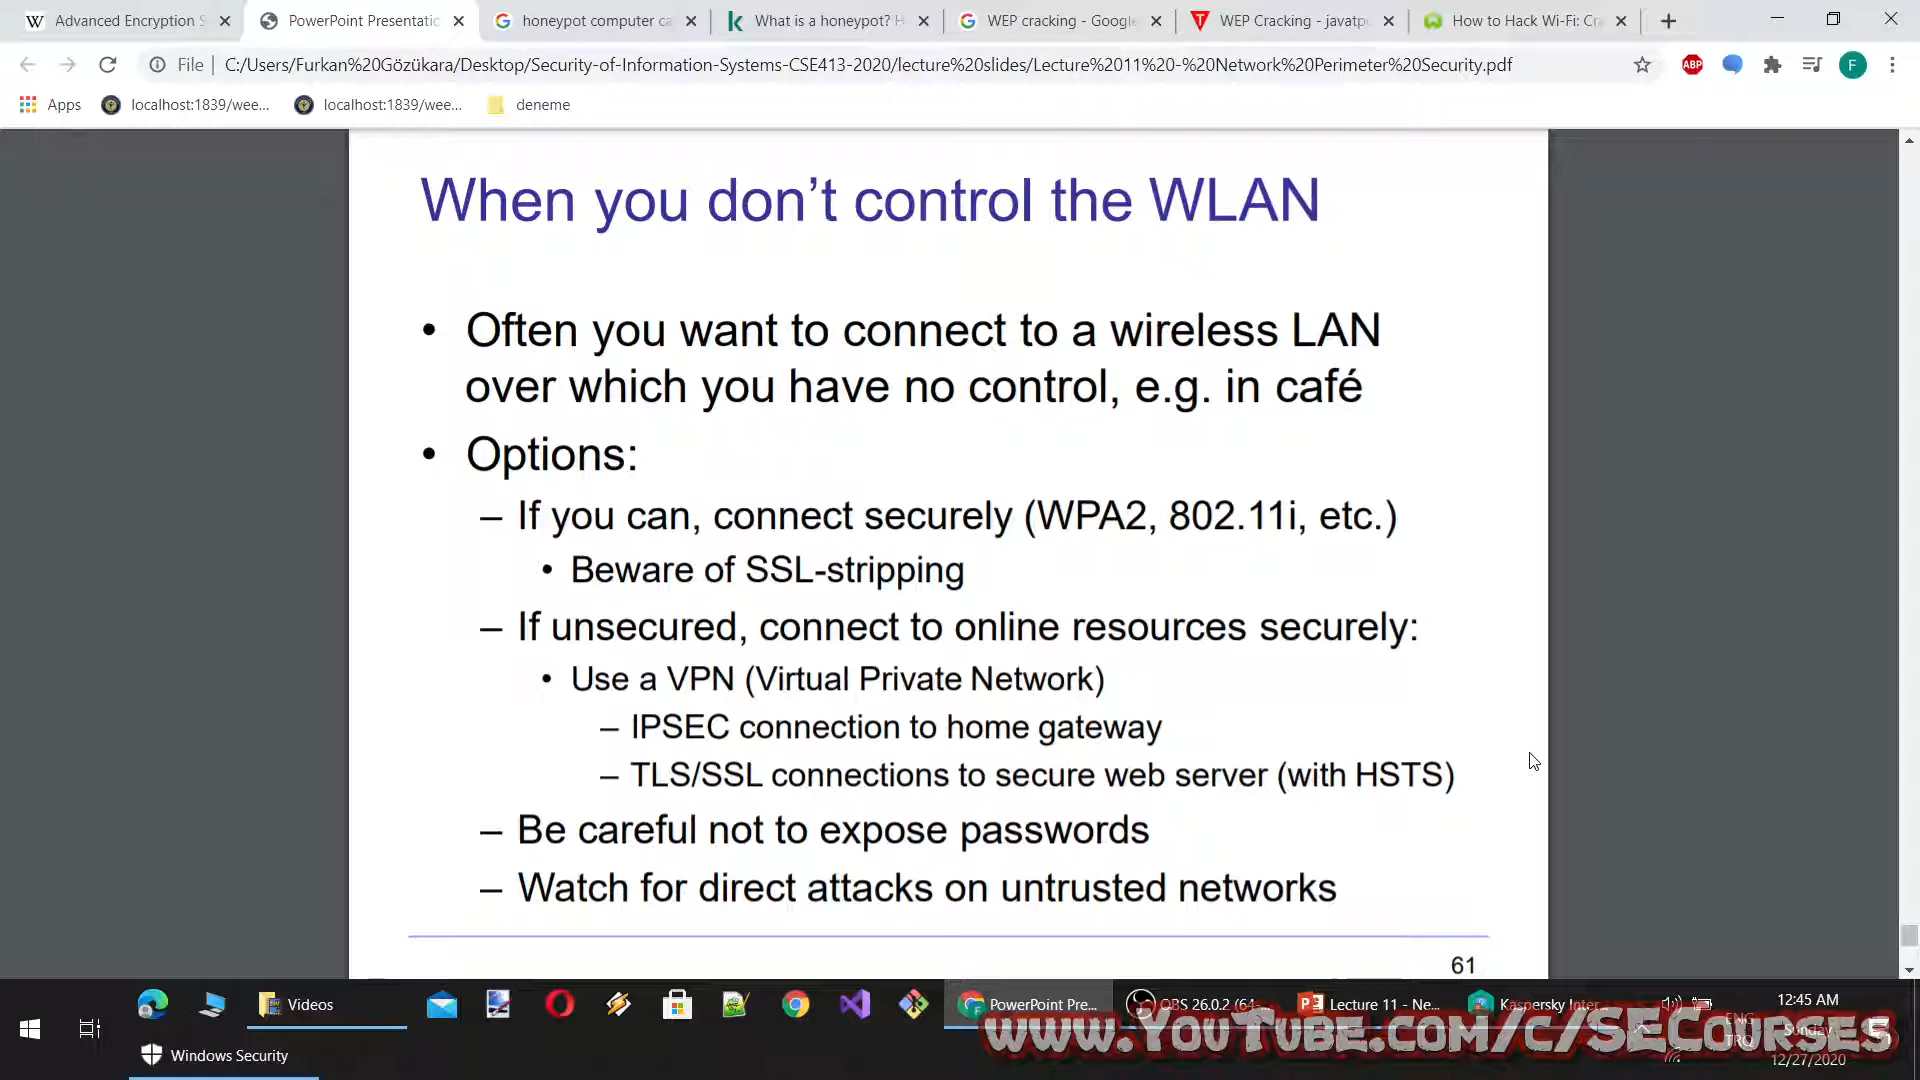 Advanced Encryption S
PowerPoint Presentatio
honeypot computer ca
What is a honeypot? H
WEP cracking - Google
WEP Cracking - javatpo
How to Hack Wi-Fi: Cra
File
C:/Users/Furkan%20Gözükara/Desktop/Security-of-Information-Systems-CSE413-2020/lecture%20slides/Lecture%2011%20-%20Network%20Perimeter%20Security.pdf
ABP
F
Apps
localhost:1839/wee...
localhost:1839/wee...
deneme
When you don't control the WLAN
• Often you want to connect to a wireless LAN
over which you have no control, e.g. in café
• Options:
– If you can, connect securely (WPA2, 802.11i, etc.)
• Beware of SSL-stripping
– If unsecured, connect to online resources securely:
• Use a VPN (Virtual Private Network)
– IPSEC connection to home gateway
– TLS/SSL connections to secure web server (with HSTS)
– Be careful not to expose passwords
– Watch for direct attacks on untrusted networks
61
Videos
PowerPoint Pre...
OBS 26.0.2 (64-...
Lecture 11 - Ne...
Kaspersky Inter...
12:45 AM
ENG
Sunday
TRQ
12/27/2020
www.YouTube.com/c/SECourses
Windows Security